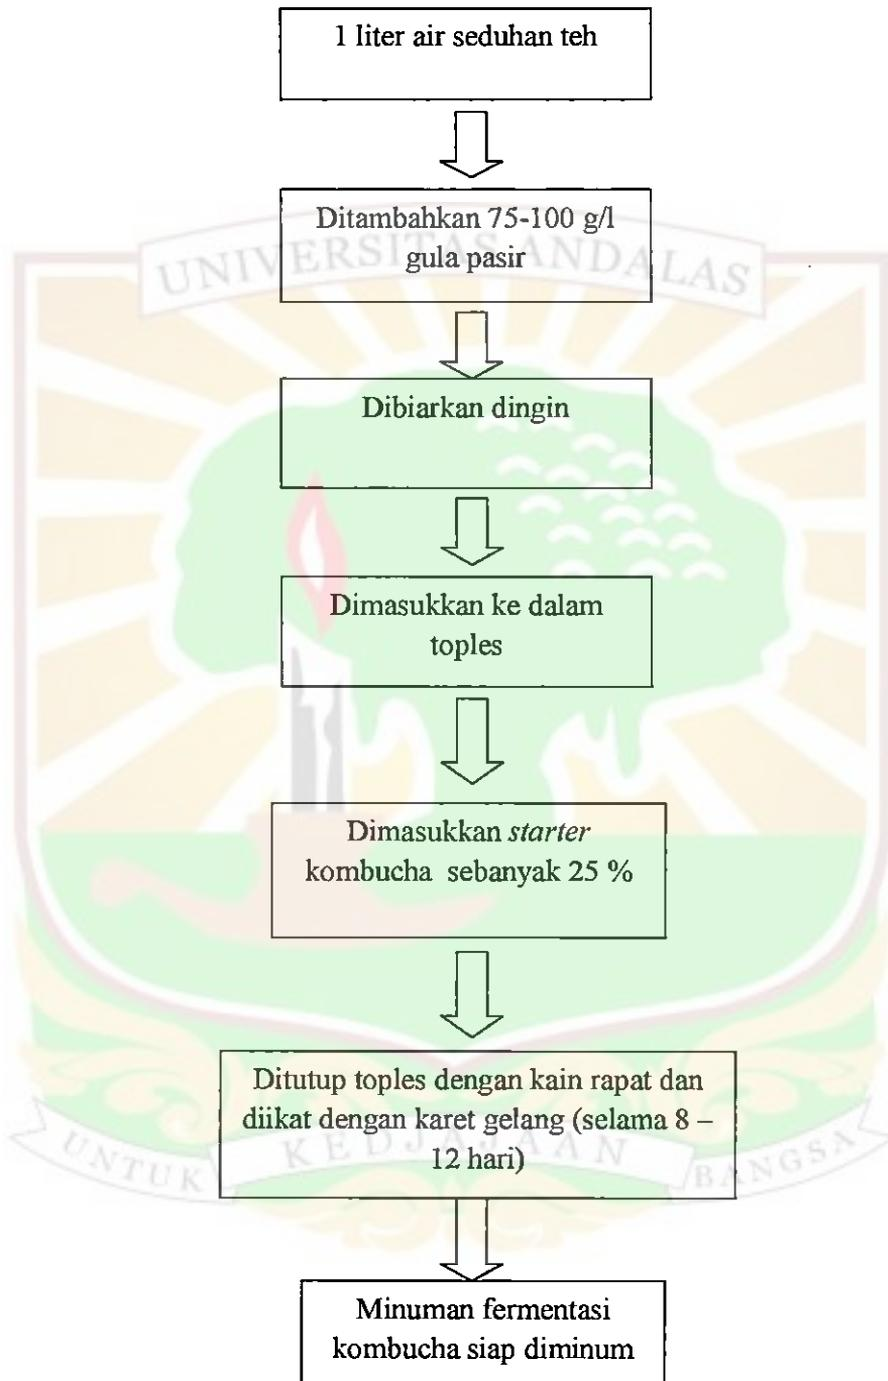 1 liter air seduhan teh
Ditambahkan 75-100 g/l
gula pasir
UNIVERSITAS ANDALAS
Dibiarkan dingin
Dimasukkan ke dalam
toples
Dimasukkan starter
kombucha sebanyak 25 %
Ditutup toples dengan kain rapat dan
diikat dengan karet gelang (selama 8 –
12 hari)
UNTUK KEDJAJAAN BANGSA
Minuman fermentasi
kombucha siap diminum